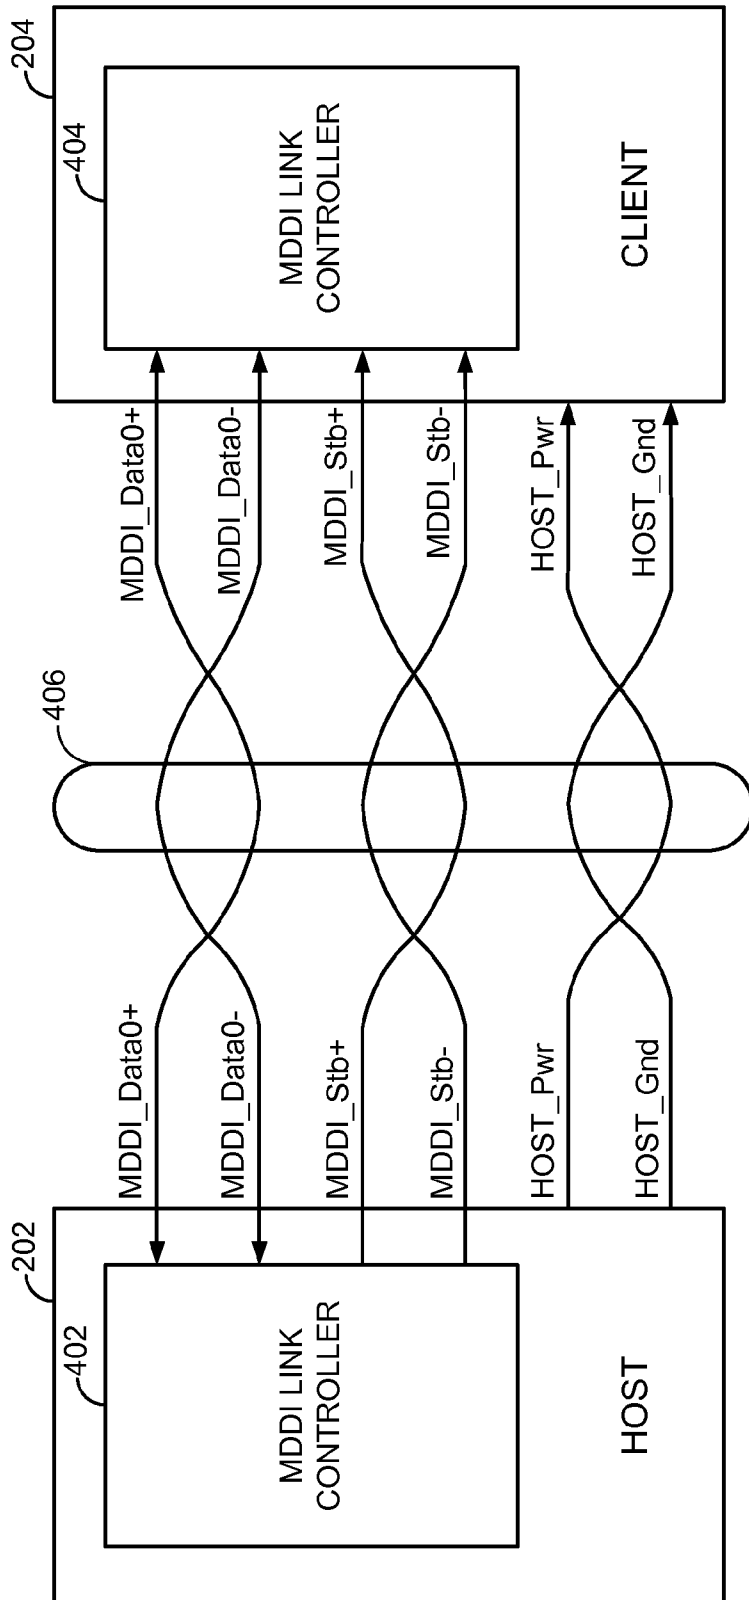 202
402
MDDI LINK
CONTROLLER
HOST
MDDI_Data0+
MDDI_Data0-
MDDI_Stb+
MDDI_Stb-
HOST_Pwr
HOST_Gnd
406
MDDI_Data0+
MDDI_Data0-
MDDI_Stb+
MDDI_Stb-
HOST_Pwr
HOST_Gnd
204
404
MDDI LINK
CONTROLLER
CLIENT